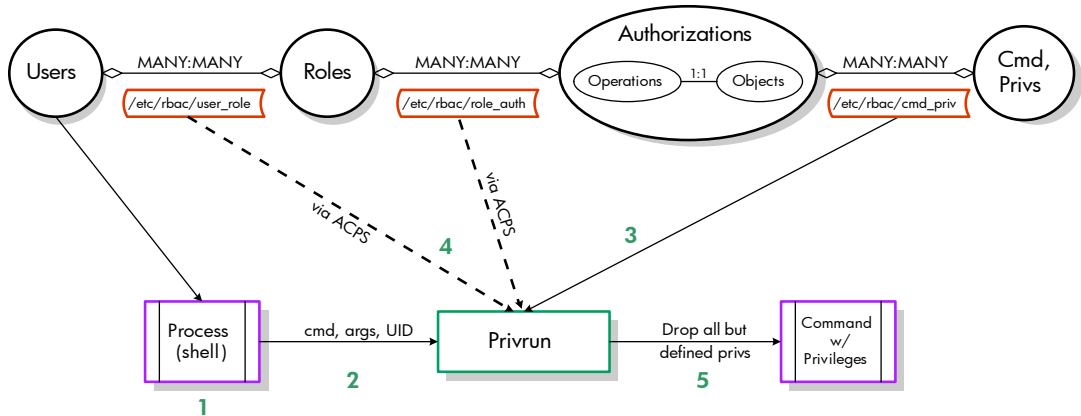 Users
MANY:MANY
/etc/rbac/user_role
Roles
MANY:MANY
/etc/rbac/role_auth
Authorizations
Operations
1:1
Objects
MANY:MANY
/etc/rbac/cmd_priv
Cmd,
Privs
via ACPS
via ACPS
4
3
Process
(shell)
1
cmd, args, UID
2
Privrun
Drop all but
defined privs
5
Command
w/
Privileges